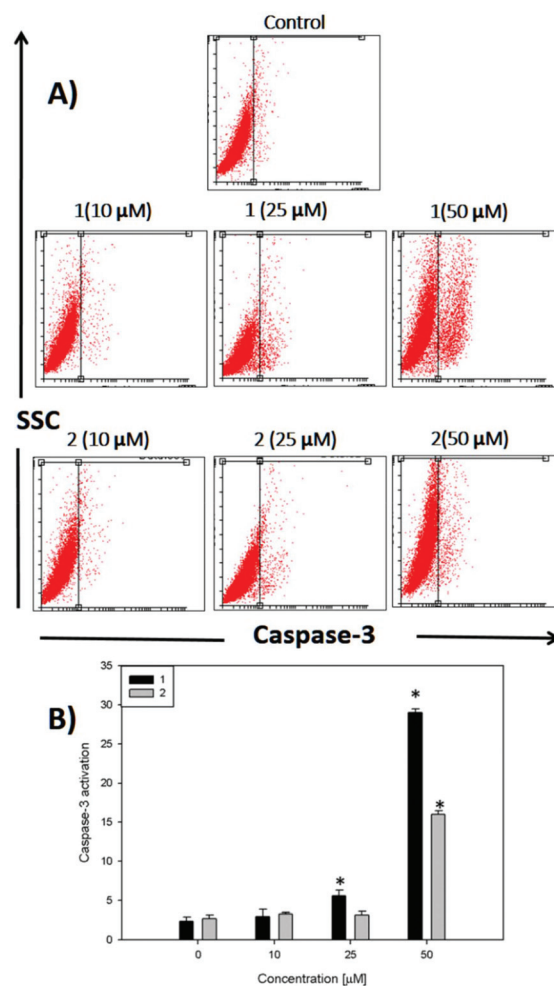 Control
A)
1(10 µM) 1 (25 µM) 1(50 µM)
SSC
2 (10 µM) 2 (25 µM) 2(50 µM)
Caspase-3
B)
1
2
35
30
25
20
15
10
5
0
Caspase-3 activation
*
*
*
0 10 25 50
Concentration [µM]